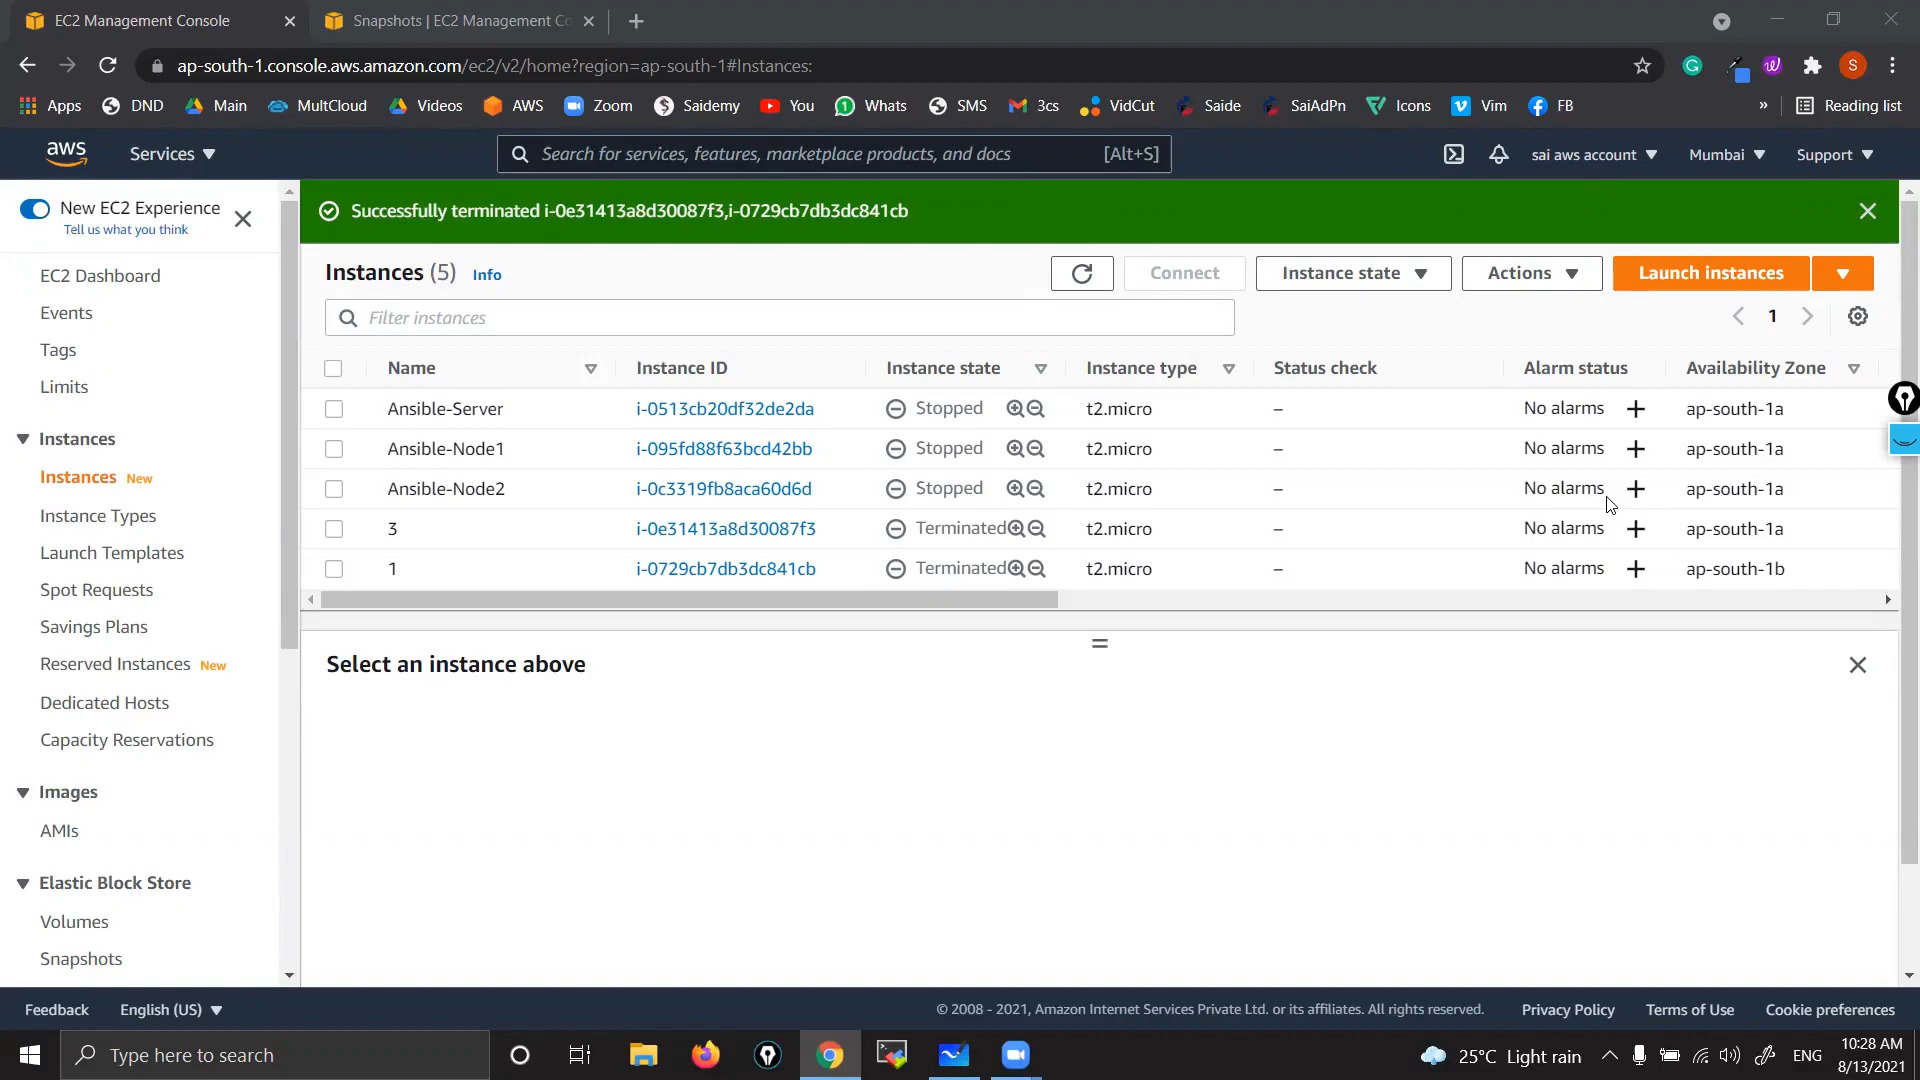 EC2 Management Console
Snapshots | EC2 Management Co
ap-south-1.console.aws.amazon.com/ec2/v2/home?region=ap-south-1#Instances:
S
Apps DND Main MultCloud Videos AWS Zoom Saidemy You Whats SMS 3cs VidCut Saide SaiAdPn Icons Vim FB » Reading list
aws Services Search for services, features, marketplace products, and docs [Alt+S] sai aws account Mumbai Support
New EC2 Experience
Tell us what you think
EC2 Dashboard
Events
Tags
Limits
Instances
Instances New
Instance Types
Launch Templates
Spot Requests
Savings Plans
Reserved Instances New
Dedicated Hosts
Capacity Reservations
Images
AMIs
Elastic Block Store
Volumes
Snapshots
Successfully terminated i-0e31413a8d30087f3,i-0729cb7db3dc841cb
Instances (5) Info Connect Instance state Actions Launch instances
Filter instances 1
Name Instance ID Instance state Instance type Status check Alarm status Availability Zone
Ansible-Server i-0513cb20df32de2da Stopped t2.micro – No alarms + ap-south-1a
Ansible-Node1 i-095fd88f63bcd42bb Stopped t2.micro – No alarms + ap-south-1a
Ansible-Node2 i-0c3319fb8aca60d6d Stopped t2.micro – No alarms + ap-south-1a
3 i-0e31413a8d30087f3 Terminated t2.micro – No alarms + ap-south-1a
1 i-0729cb7db3dc841cb Terminated t2.micro – No alarms + ap-south-1b
Select an instance above
Feedback English (US) © 2008 - 2021, Amazon Internet Services Private Ltd. or its affiliates. All rights reserved. Privacy Policy Terms of Use Cookie preferences
Type here to search 25°C Light rain ENG 10:28 AM
8/13/2021